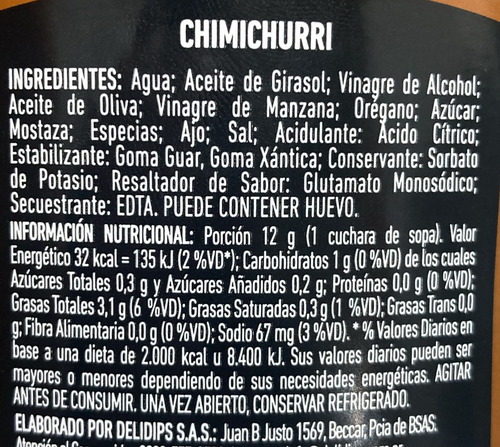 CHIMICHURRI
INGREDIENTES: Agua; Aceite de Girasol; Vinagre de Alcohol;
Aceite de Oliva; Vinagre de Manzana; Orégano; Azúcar;
Mostaza; Especias; Ajo; Sal; Acidulante: Ácido Cítrico;
Estabilizante: Goma Guar, Goma Xántica; Conservante: Sorbato
de Potasio; Resaltador de Sabor: Glutamato Monosódico;
Secuestrante: EDTA. PUEDE CONTENER HUEVO.
INFORMACIÓN NUTRICIONAL: Porción 12 g (1 cuchara de sopa). Valor
Energético 32 kcal = 135 kJ (2 %VD*); Carbohidratos 1 g (0 %VD) de los cuales
Azúcares Totales 0,3 g y Azúcares Añadidos 0,2 g; Proteínas 0,0 g (0 %VD);
Grasas Totales 3,1 g (6 %VD); Grasas Saturadas 0,3 g (1 %VD); Grasas Trans 0,0
g; Fibra Alimentaria 0,0 g (0 %VD); Sodio 67 mg (3 %VD). * % Valores Diarios en
base a una dieta de 2.000 kcal u 8.400 kJ. Sus valores diarios pueden ser
mayores o menores dependiendo de sus necesidades energéticas. AGITAR
ANTES DE CONSUMIR. UNA VEZ ABIERTO, CONSERVAR REFRIGERADO.
ELABORADO POR DELIDIPS S.A.S.: Juan B Justo 1569, Beccar, Pcia de BSAS.